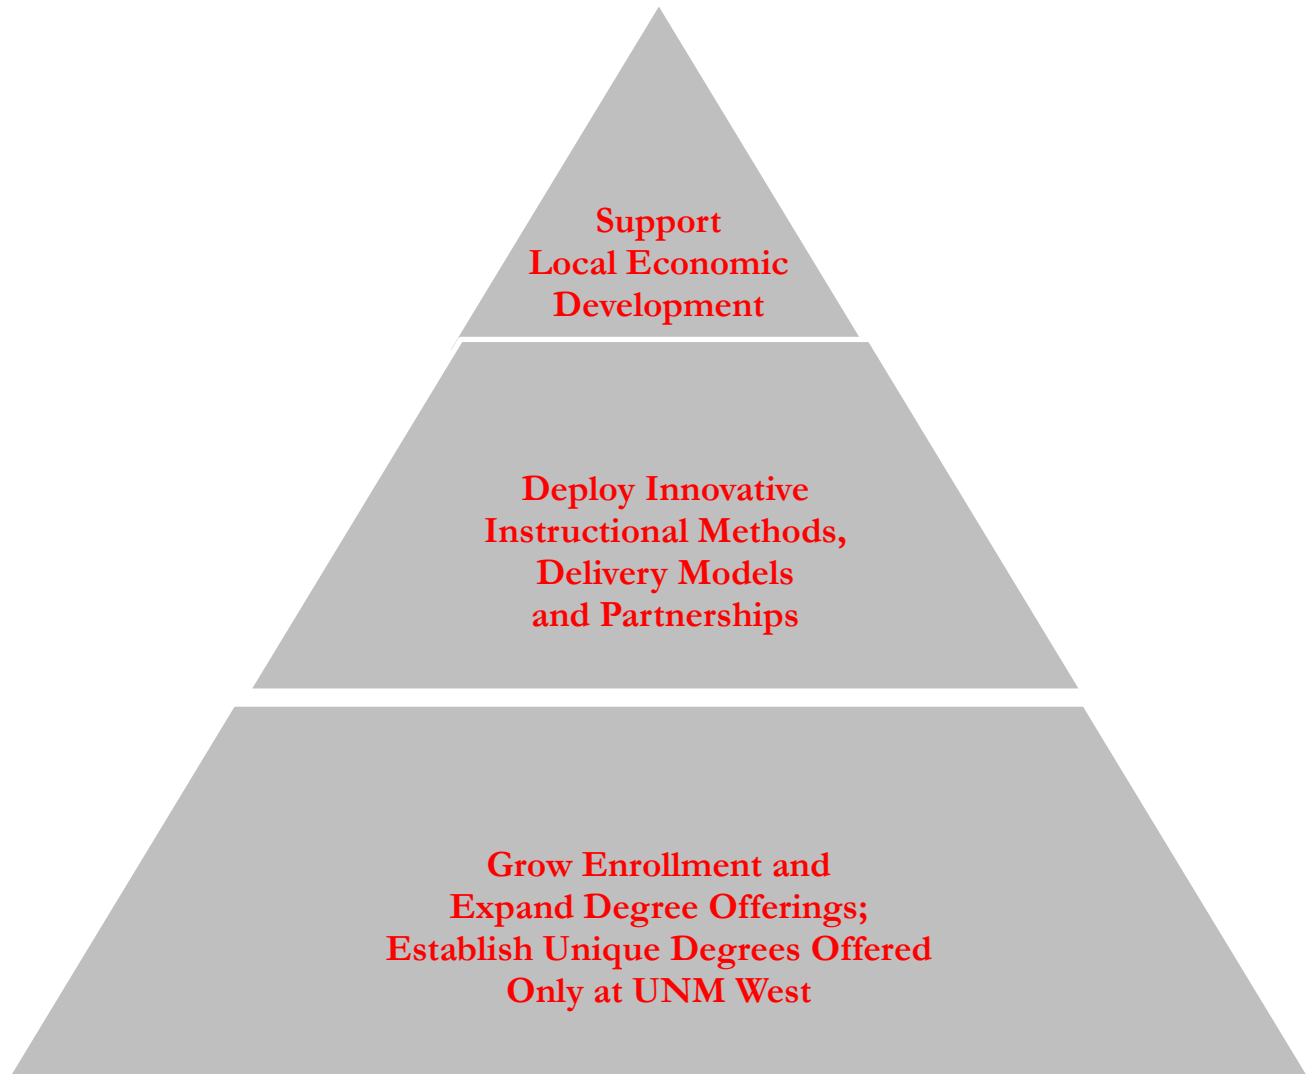 Support
Local Economic
Development
Deploy Innovative
Instructional Methods,
Delivery Models
and Partnerships
Grow Enrollment and
Expand Degree Offerings;
Establish Unique Degrees Offered
Only at UNM West